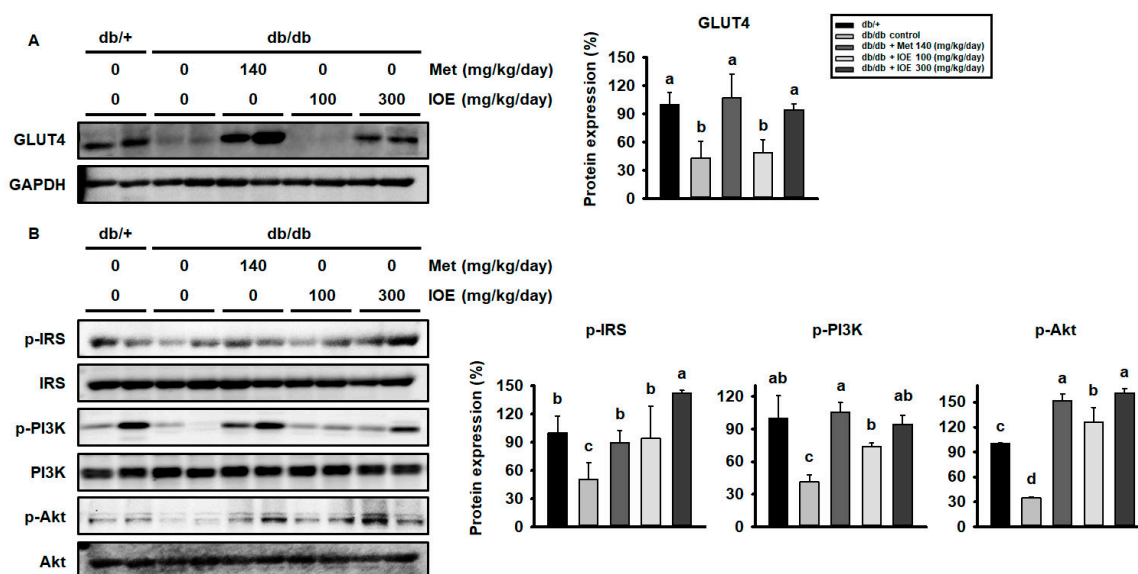 A
db/+ db/db
0 0 140 0 0 Met (mg/kg/day)
0 0 0 100 300 IOE (mg/kg/day)
GLUT4
GAPDH
GLUT4
Protein expression (%)
150
120
90
60
30
0
a b a b a
db/+
db/db control
db/db + Met 140 (mg/kg/day)
db/db + IOE 100 (mg/kg/day)
db/db + IOE 300 (mg/kg/day)
B
db/+ db/db
0 0 140 0 0 Met (mg/kg/day)
0 0 0 100 300 IOE (mg/kg/day)
p-IRS
IRS
p-PI3K
PI3K
p-Akt
Akt
p-IRS
Protein expression (%)
150
120
90
60
30
0
b c b b a
p-PI3K
120
90
60
30
0
ab c a b ab
p-Akt
150
120
90
60
30
0
c d a b a